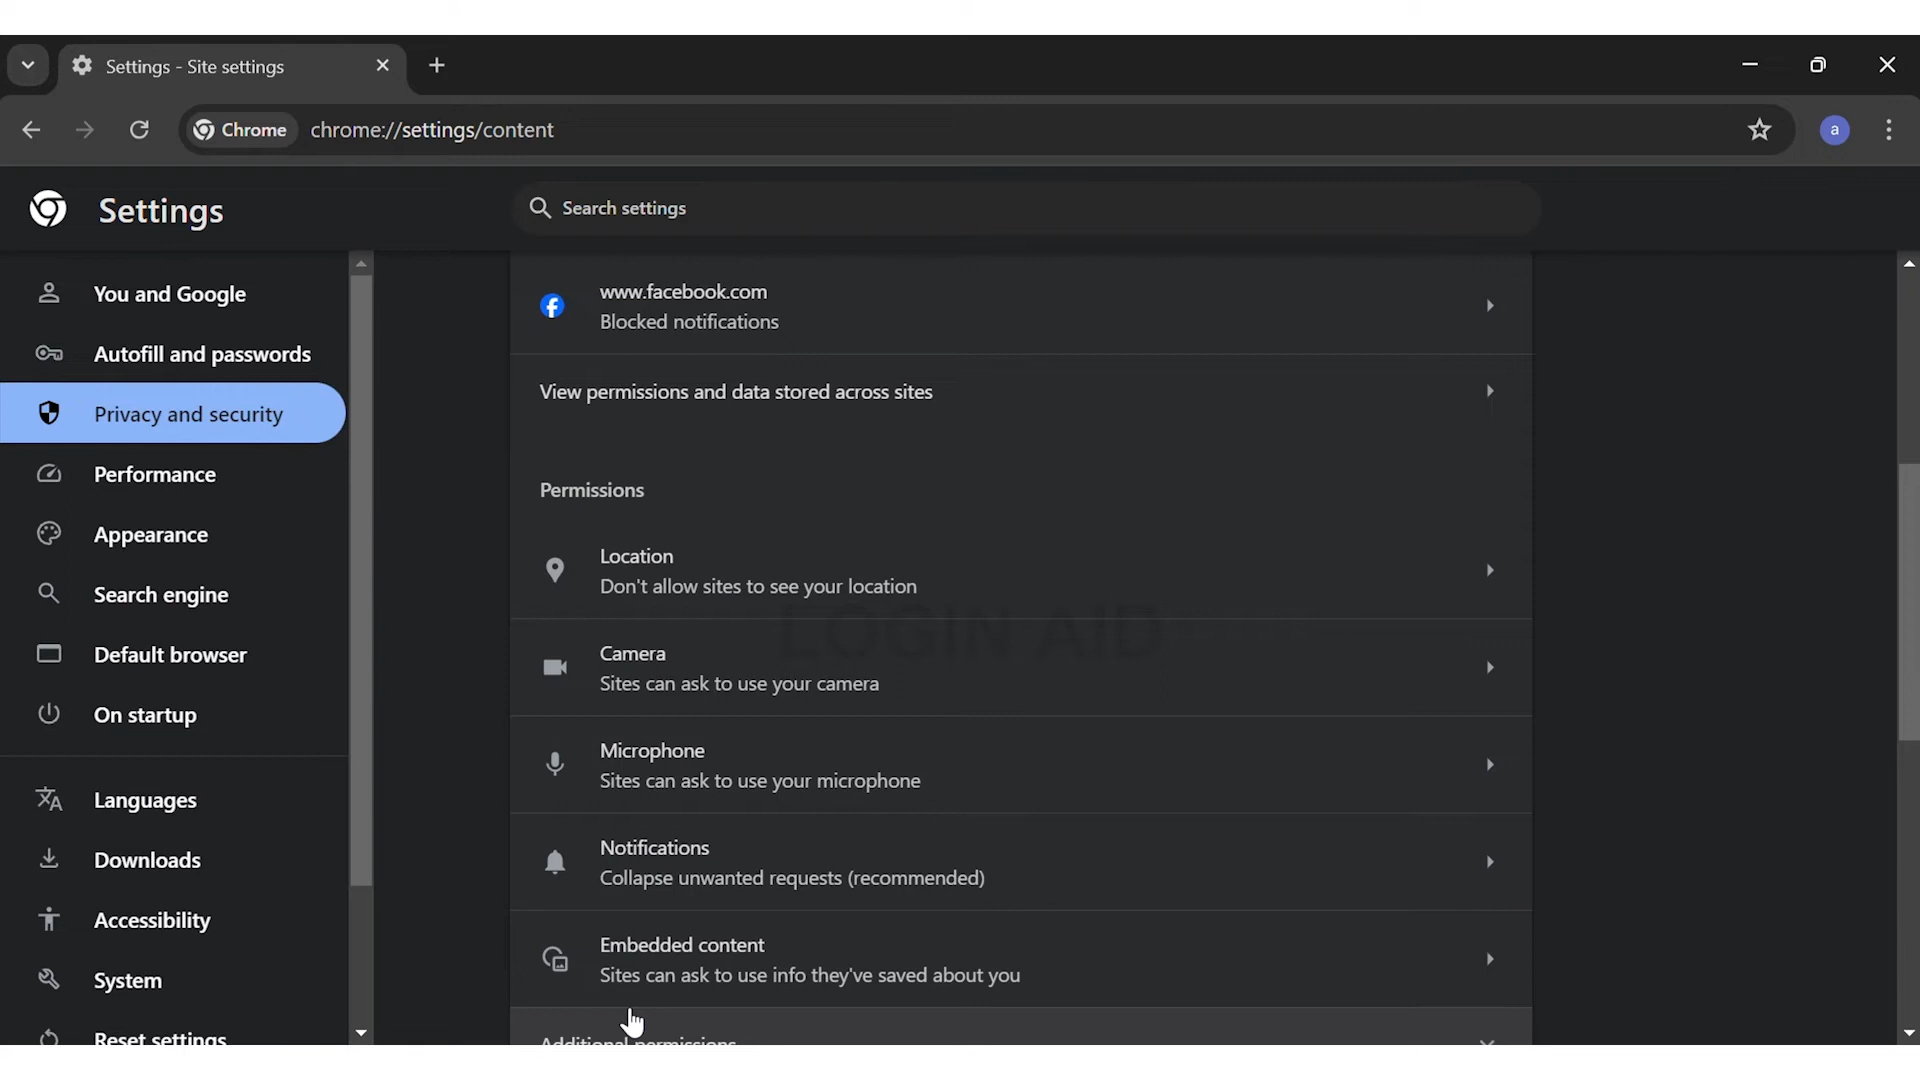 Settings - Site settings
Chrome
chrome://settings/content
a
Settings
Search settings
You and Google
Autofill and passwords
Privacy and security
Performance
Appearance
Search engine
Default browser
On startup
Languages
Downloads
Accessibility
System
Reset settings
www.facebook.com
Blocked notifications
View permissions and data stored across sites
Permissions
Location
Don't allow sites to see your location
LOGIN AID
Camera
Sites can ask to use your camera
Microphone
Sites can ask to use your microphone
Notifications
Collapse unwanted requests (recommended)
Embedded content
Sites can ask to use info they've saved about you
Additional permissions